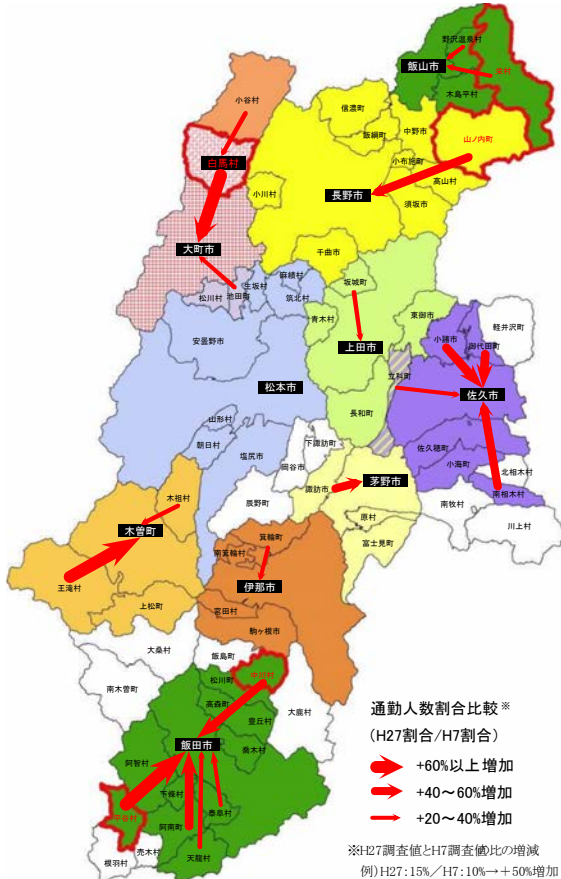 野沢温泉村
飯山市
栄村
木島平村
小谷村
信濃町
飯綱町
中野市
山ノ内町
白馬村
小布施町
高山村
小川村
長野市
須坂市
大町市
千曲市
生坂村
麻績村
坂城町
池田町
松川村
筑北村
青木村
東御市
軽井沢町
安曇野市
上田市
小諸市
御代田町
立科町
佐久市
松本市
山形村
長和町
朝日村
塩尻市
下諏訪町
佐久穂町
岡谷市
茅野市
小海町
北相木村
木祖村
諏訪市
南相木村
辰野町
原村
南牧村
木曽町
箕輪町
川上村
富士見町
南箕輪村
王滝村
伊那市
上松町
宮田村
駒ヶ根市
大桑村
飯島町
松川町
中川村
南木曽町
高森町
大鹿村
豊丘村
飯田市
喬木村
阿智村
下條村
泰阜村
平谷村
阿南町
売木村
天龍村
根羽村
通勤人数割合比較※
(H27割合/H7割合)
+60%以上増加
+40～60%増加
+20～40%増加
※H27調査値とH7調査値の比の増減
例)H27:15%／H7:10%→＋50%増加